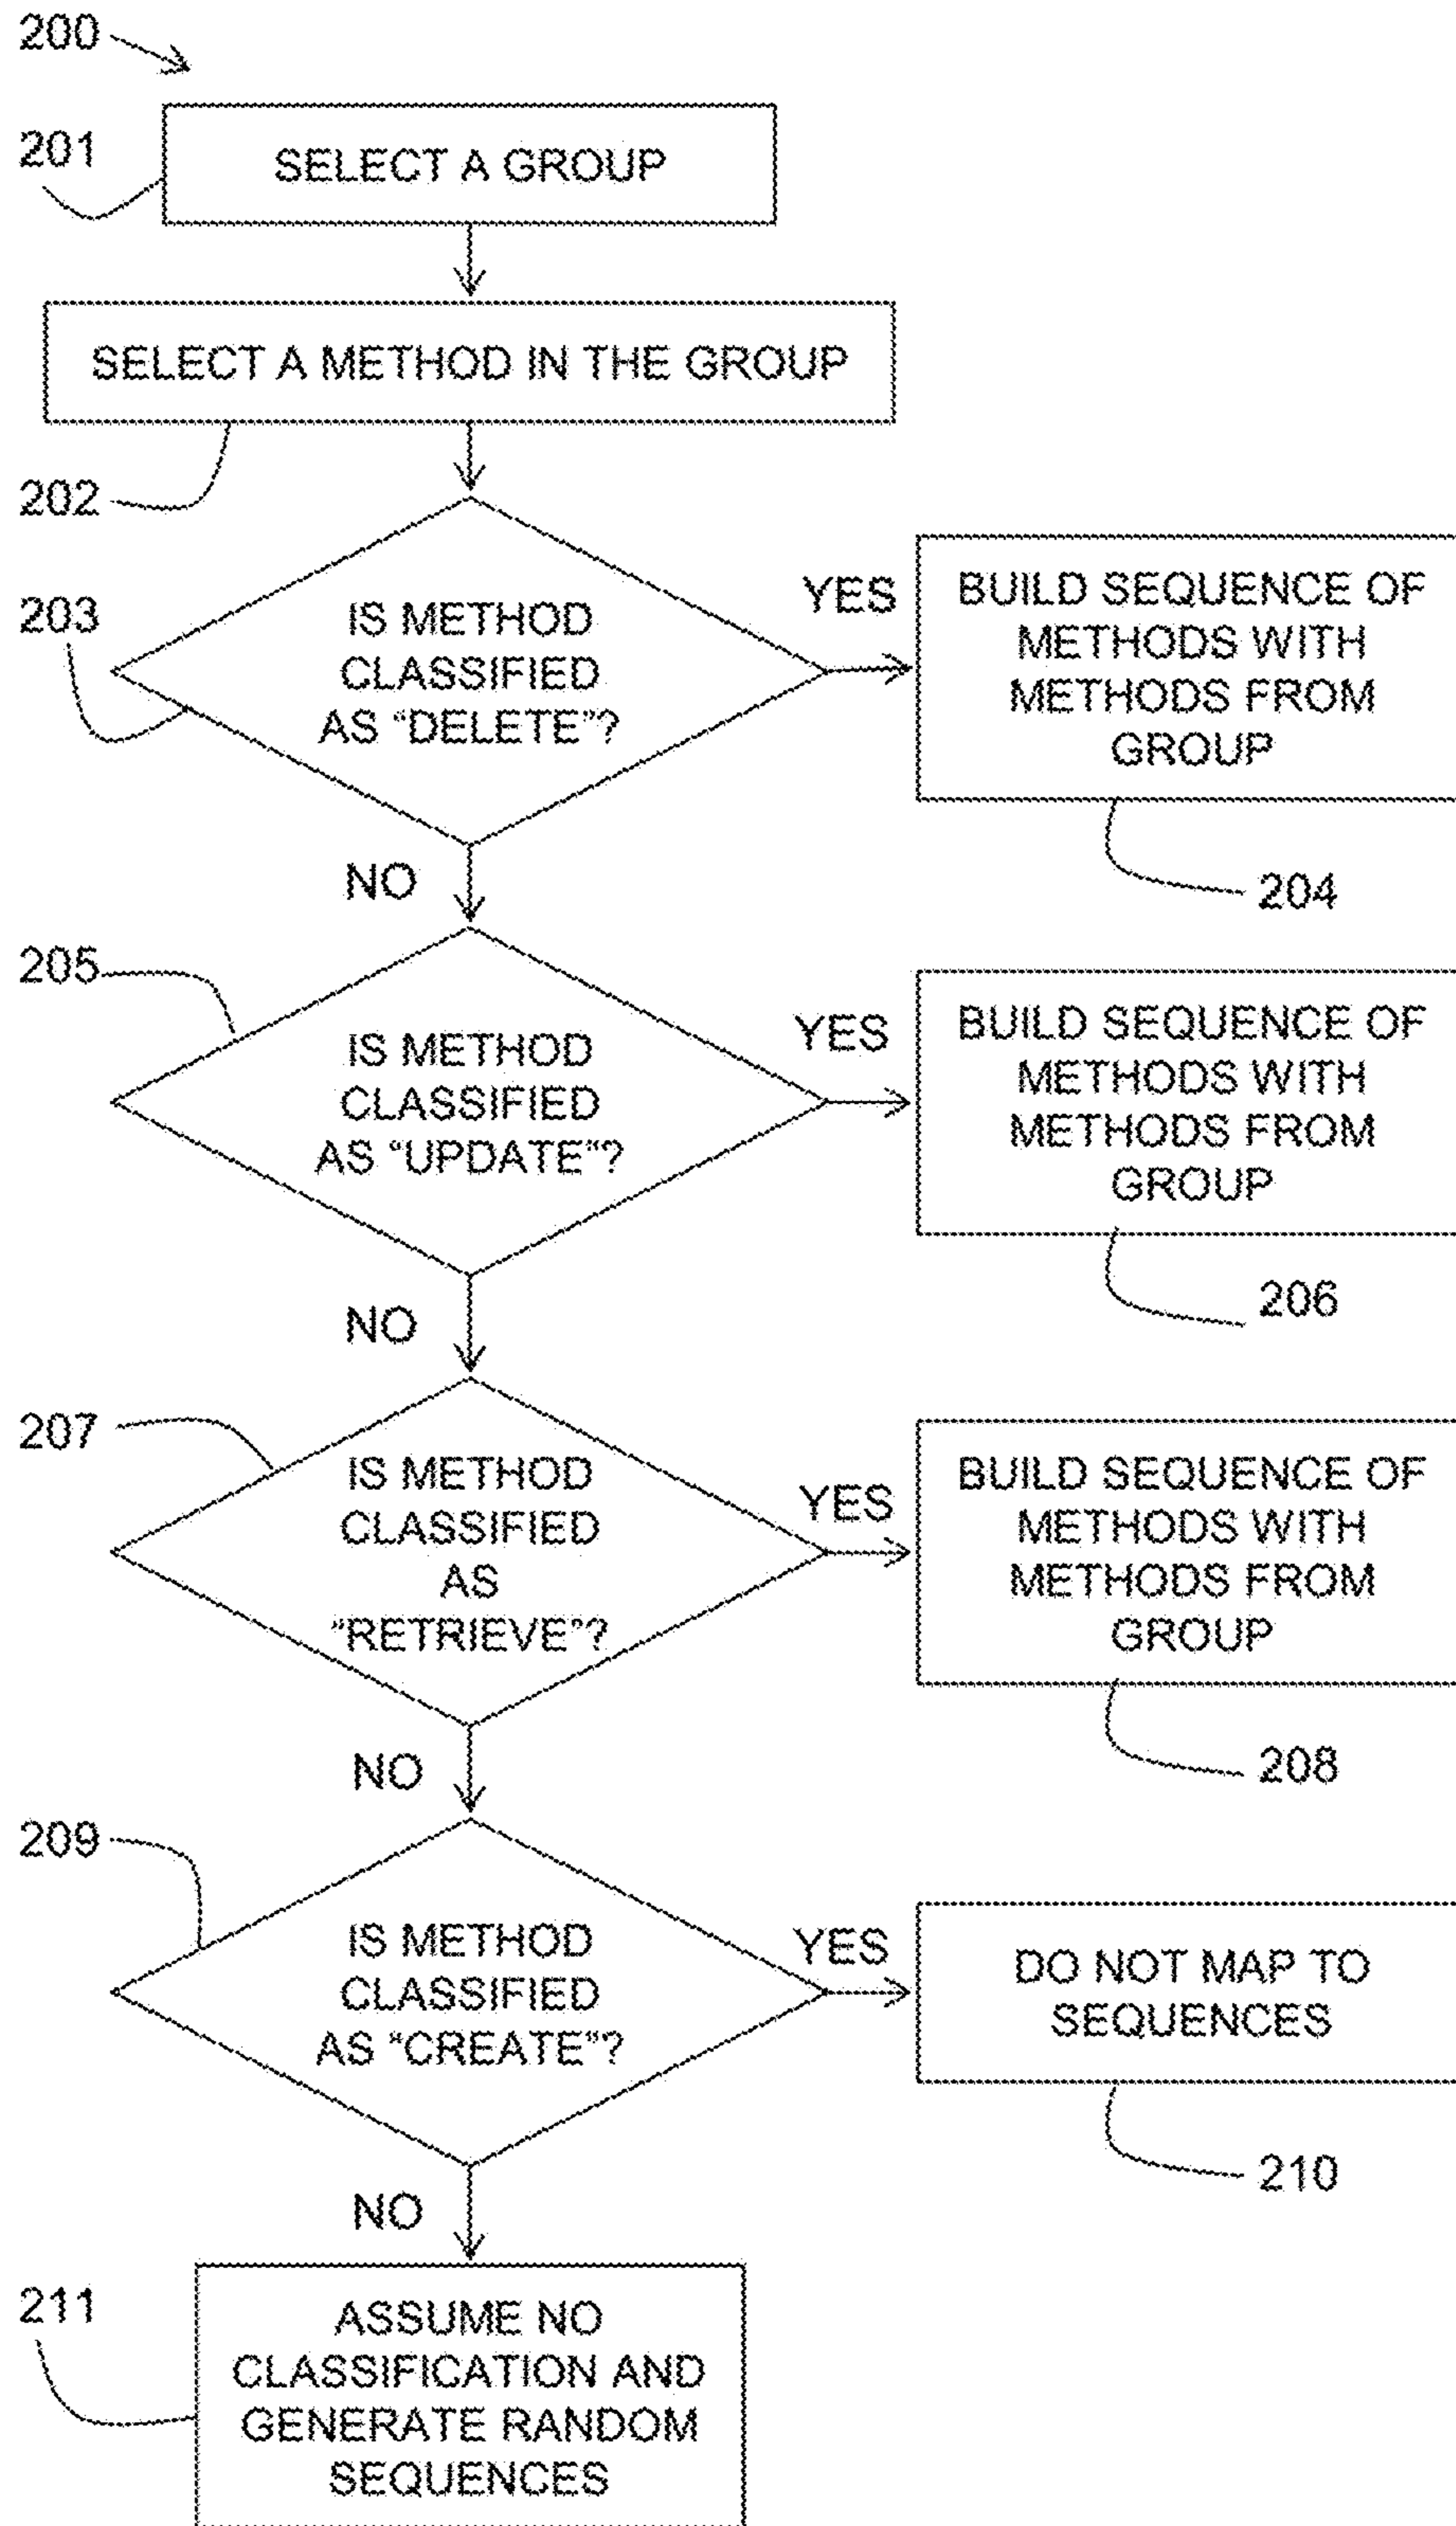 200
201
SELECT A GROUP
SELECT A METHOD IN THE GROUP
202
203
IS METHOD
CLASSIFIED
AS “DELETE”?
YES
BUILD SEQUENCE OF
METHODS WITH
METHODS FROM
GROUP
204
NO
205
IS METHOD
CLASSIFIED
AS “UPDATE”?
YES
BUILD SEQUENCE OF
METHODS WITH
METHODS FROM
GROUP
206
NO
207
IS METHOD
CLASSIFIED
AS
“RETRIEVE”?
YES
BUILD SEQUENCE OF
METHODS WITH
METHODS FROM
GROUP
208
NO
209
IS METHOD
CLASSIFIED
AS “CREATE”?
YES
DO NOT MAP TO
SEQUENCES
210
NO
211
ASSUME NO
CLASSIFICATION AND
GENERATE RANDOM
SEQUENCES